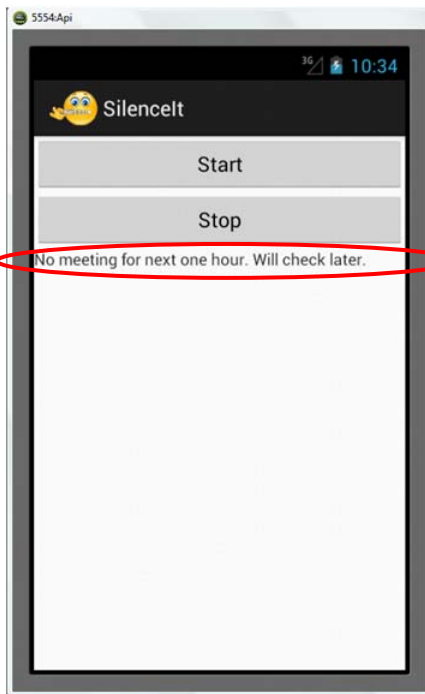 5554:Api
3G 10:34
SilenceIt
Start
Stop
No meeting for next one hour. Will check later.